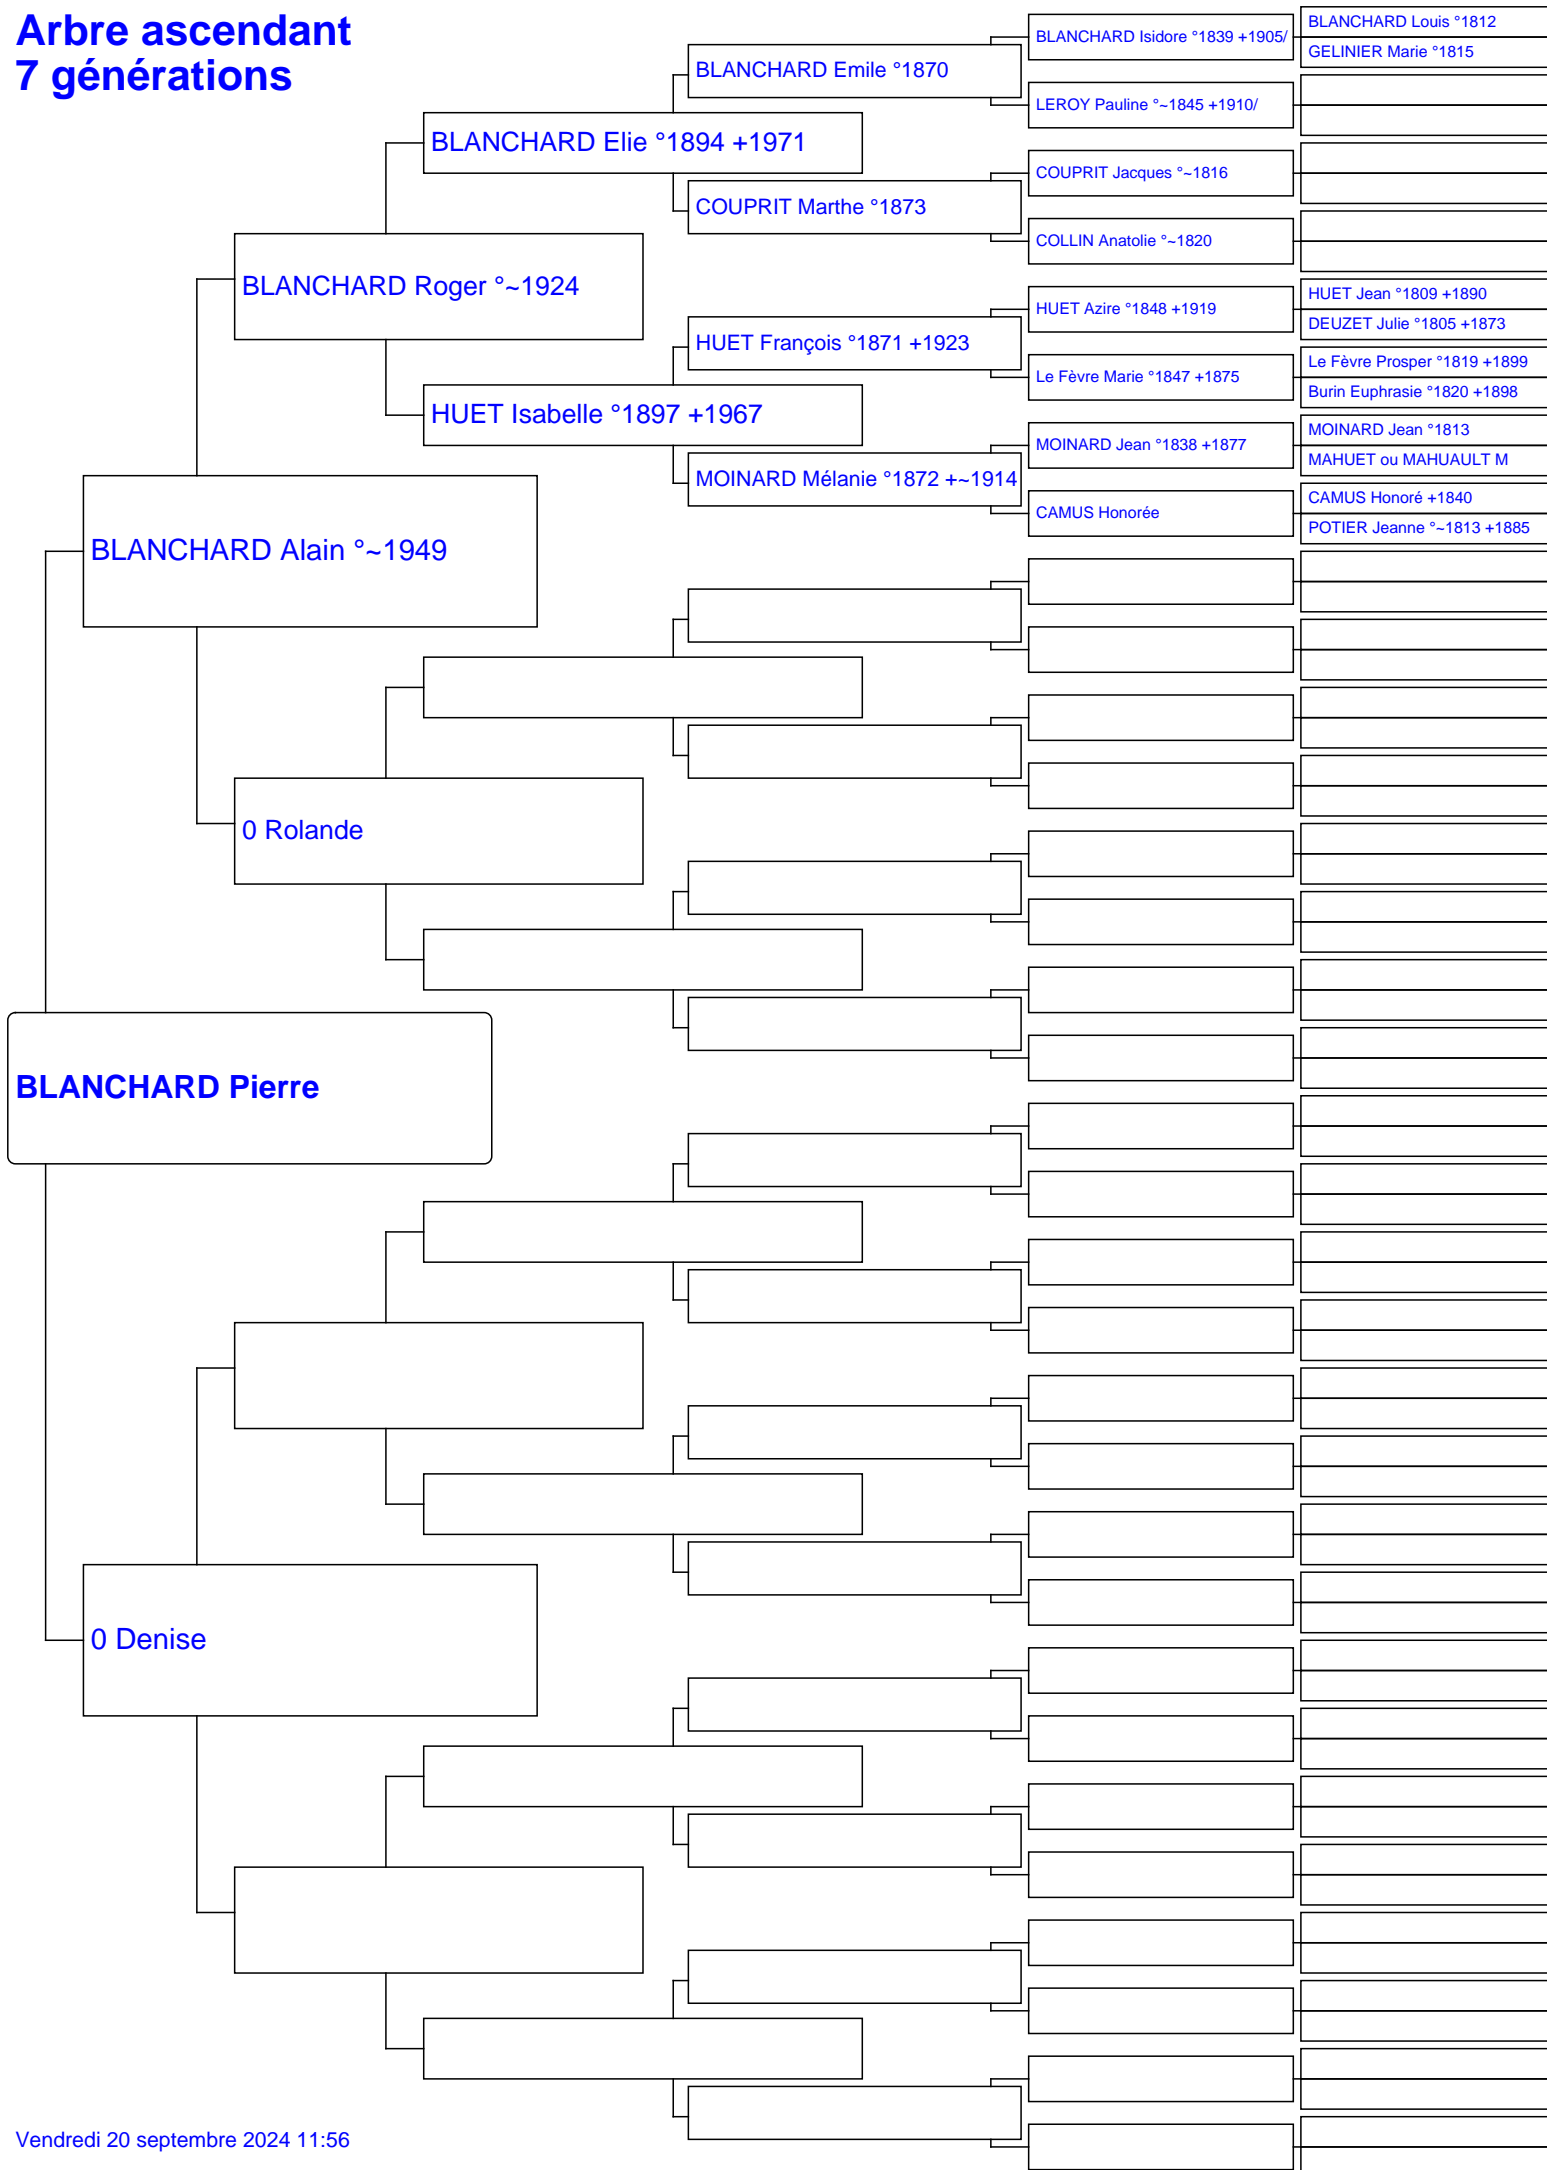 Arbre ascendant
7 générations
BLANCHARD Louis °1812
BLANCHARD Isidore °1839 +1905/
GELINIER Marie °1815
BLANCHARD Emile °1870
LEROY Pauline °~1845 +1910/
BLANCHARD Elie °1894 +1971
COUPRIT Jacques °~1816
COUPRIT Marthe °1873
COLLIN Anatolie °~1820
BLANCHARD Roger °~1924
HUET Jean °1809 +1890
HUET Azire °1848 +1919
DEUZET Julie °1805 +1873
HUET François °1871 +1923
Le Fèvre Prosper °1819 +1899
Le Fèvre Marie °1847 +1875
Burin Euphrasie °1820 +1898
HUET Isabelle °1897 +1967
MOINARD Jean °1813
MOINARD Jean °1838 +1877
MAHUET ou MAHUAULT M
MOINARD Mélanie °1872 +~1914
CAMUS Honoré +1840
CAMUS Honorée
POTIER Jeanne °~1813 +1885
BLANCHARD Alain °~1949
0 Rolande
BLANCHARD Pierre
0 Denise
Vendredi 20 septembre 2024 11:56